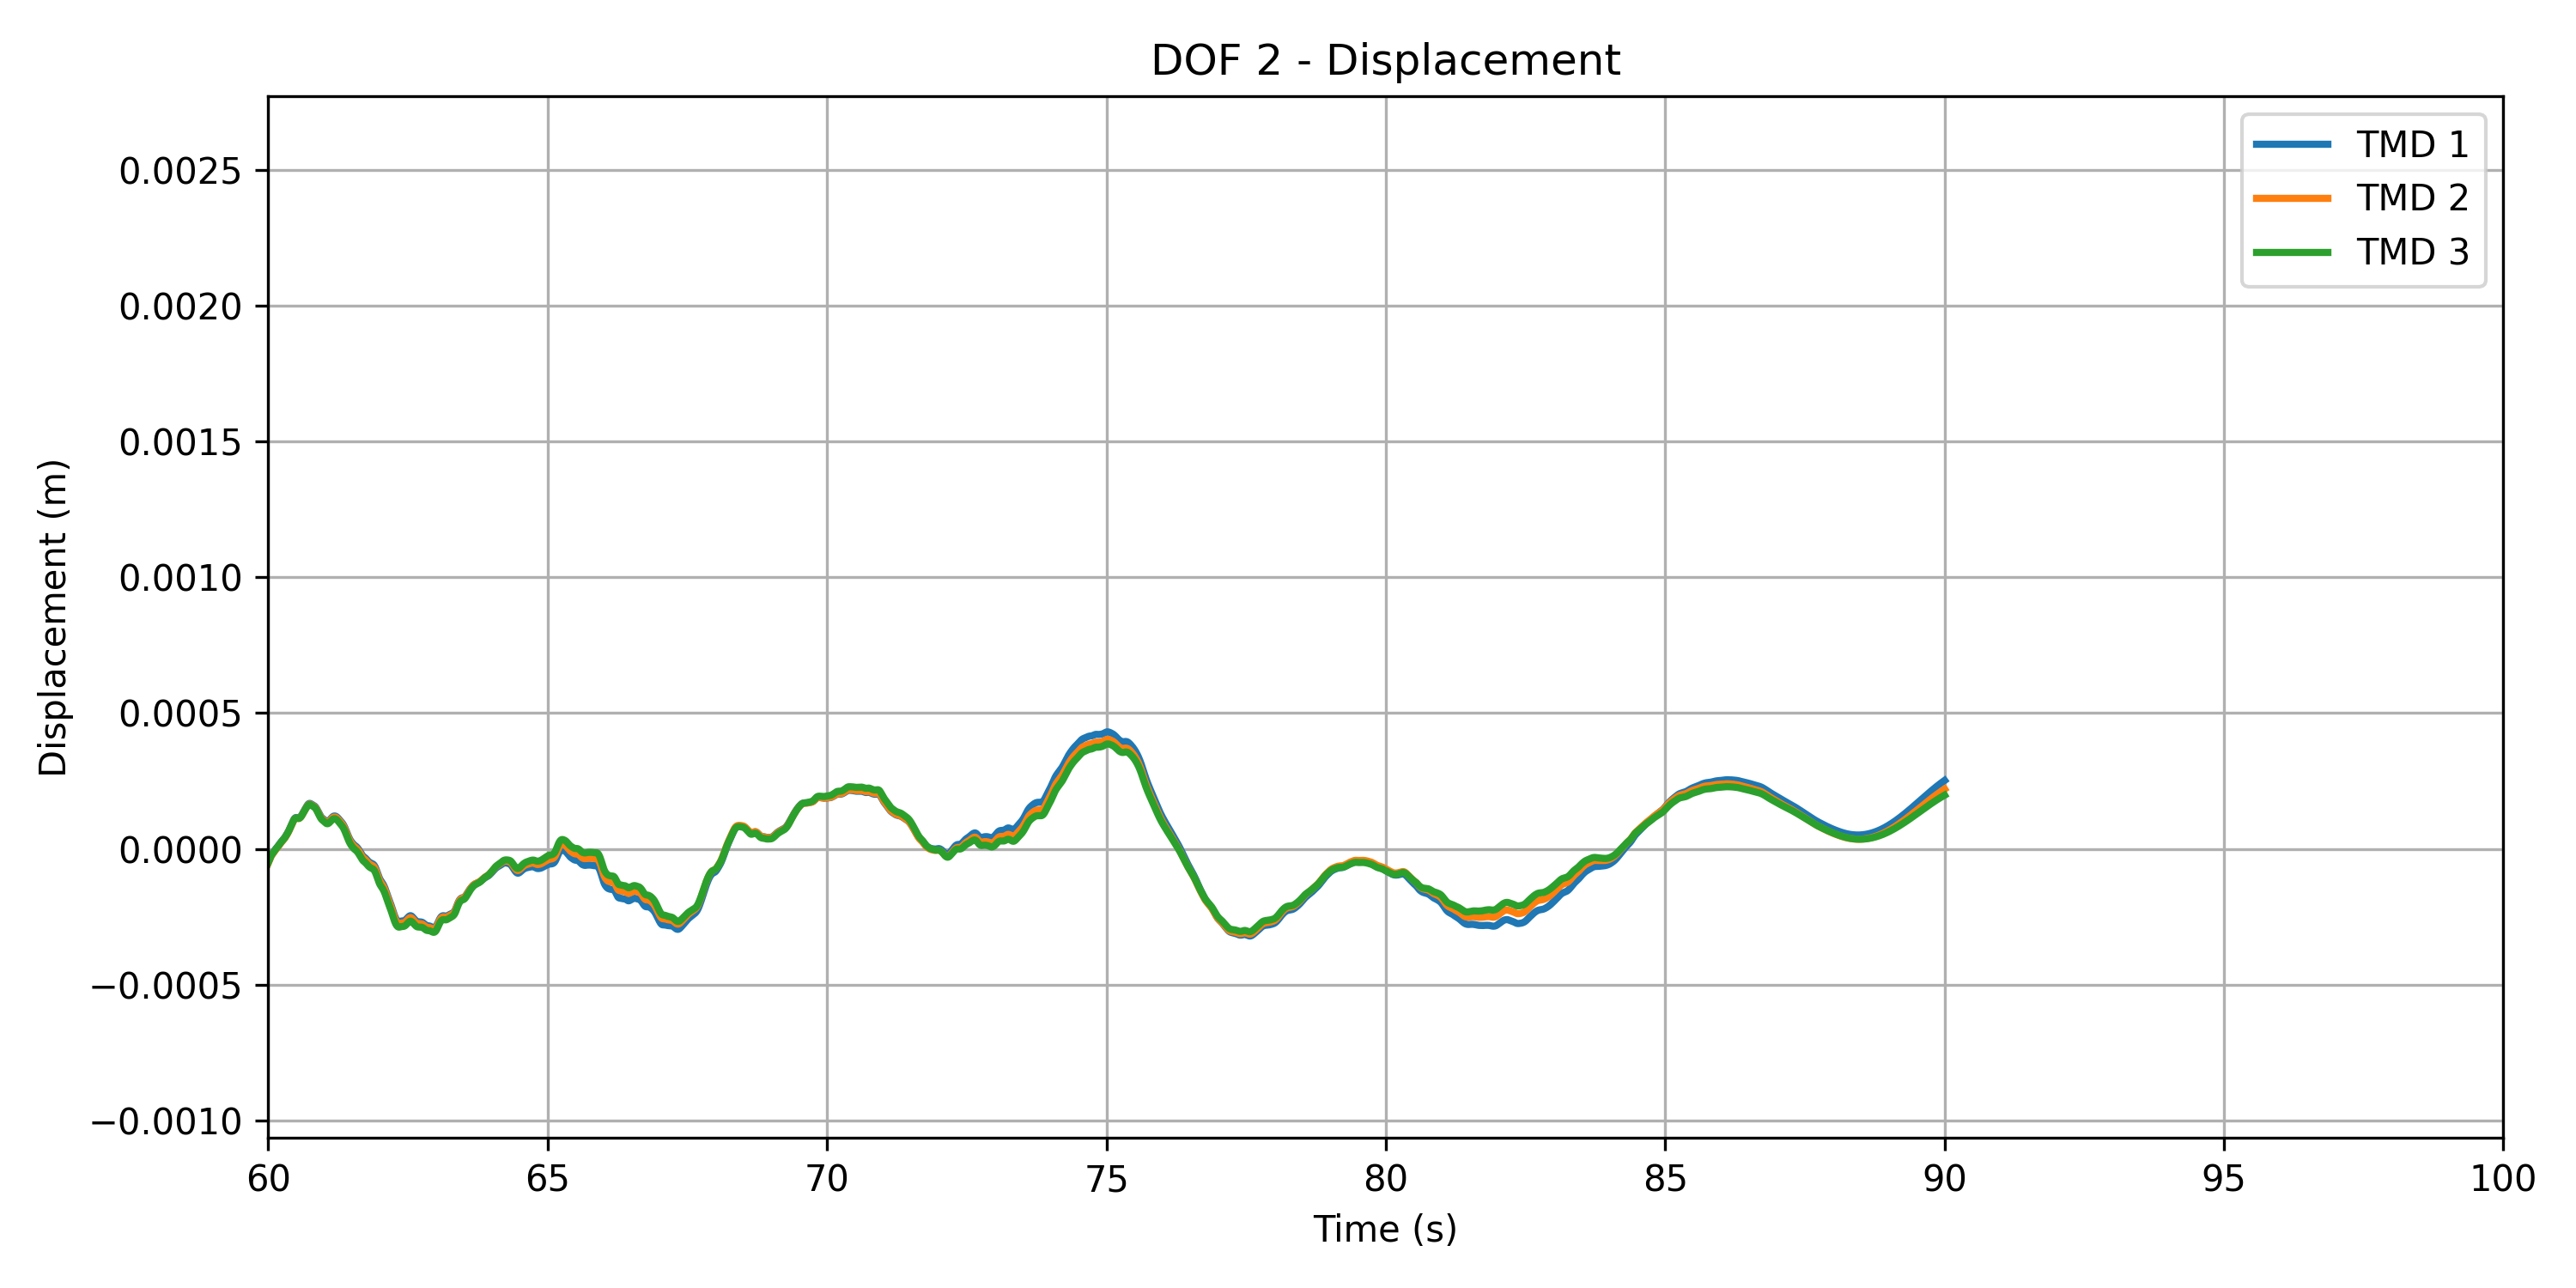 DOF 2 - Displacement
TMD 1
TMD 2
TMD 3
Displacement (m)
0.0025
0.0020
0.0015
0.0010
0.0005
0.0000
−0.0005
−0.0010
60 65 70 75 80 85 90 95 100
Time (s)